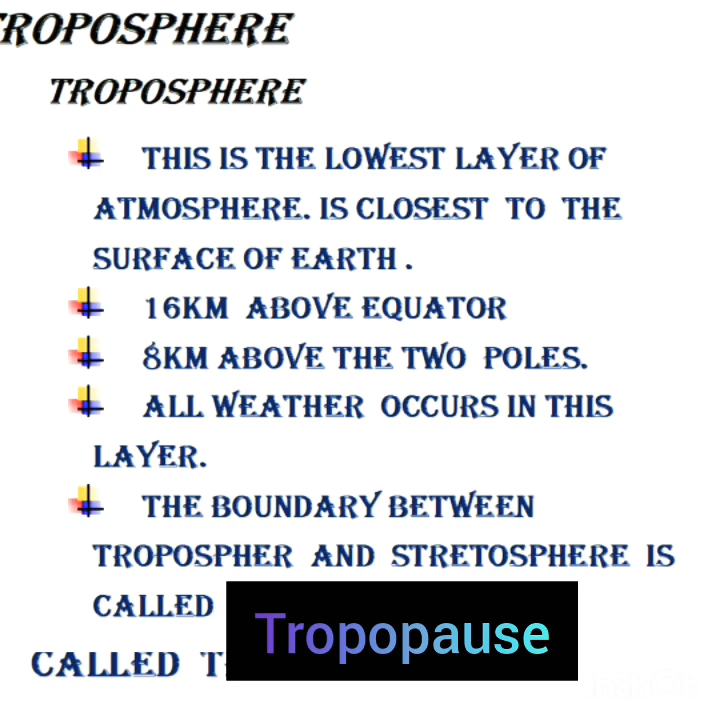 TROPOSPHERE
TROPOSPHERE
THIS IS THE LOWEST LAYER OF
ATMOSPHERE. IS CLOSEST TO THE
SURFACE OF EARTH .
16KM ABOVE EQUATOR
8KM ABOVE THE TWO POLES.
ALL WEATHER OCCURS IN THIS
LAYER.
THE BOUNDARY BETWEEN
TROPOSPHER AND STRETOSPHERE IS
CALLED Tropopause
CALLED